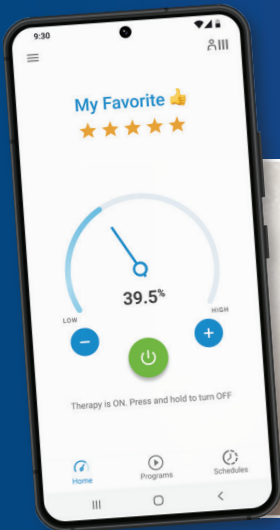 9:30
My Favorite 👍
39.5%
LOW
HIGH
Therapy is ON. Press and hold to turn OFF
Home
Programs
Schedules